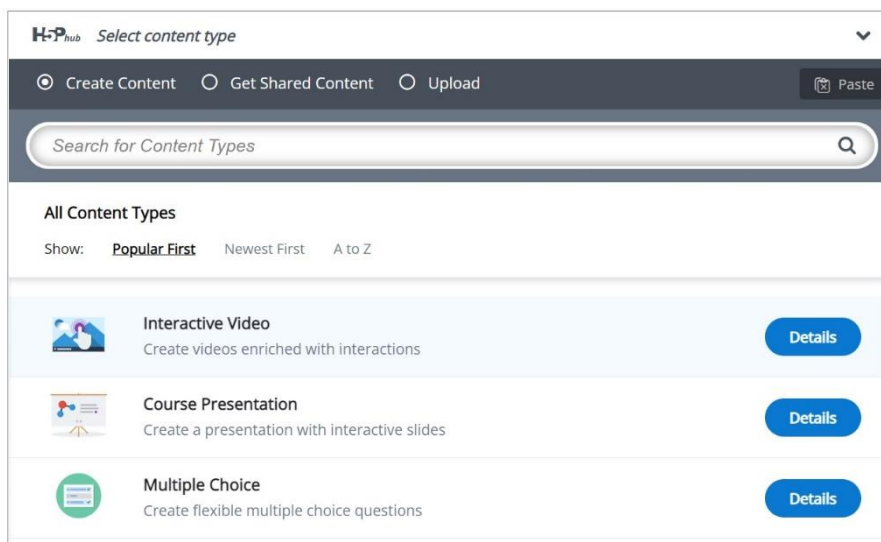 H5Phub Select content type
Create Content Get Shared Content Upload Paste
Search for Content Types
All Content Types
Show: Popular First Newest First A to Z
Interactive Video
Create videos enriched with interactions
Details
Course Presentation
Create a presentation with interactive slides
Details
Multiple Choice
Create flexible multiple choice questions
Details